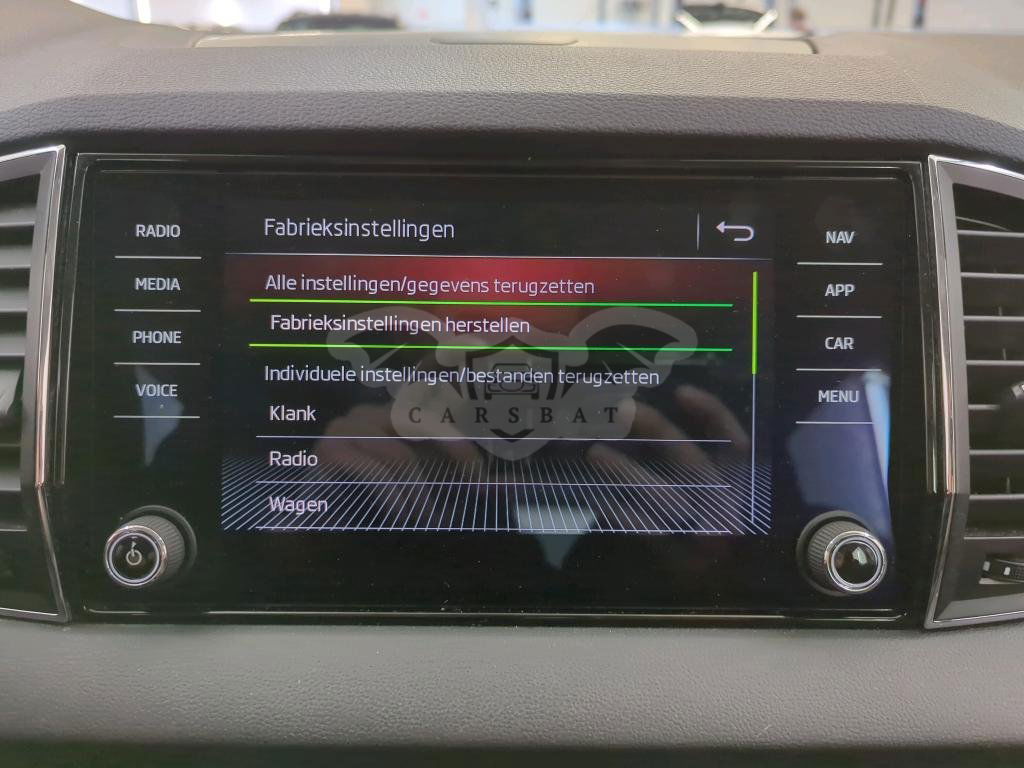 Fabrieksinstellingen
RADIO
MEDIA
PHONE
VOICE
Alle instellingen/gegevens terugzetten
Fabrieksinstellingen herstellen
Individuele instellingen/bestanden terugzetten
Klank
Radio
Wagen
NAV
APP
CAR
MENU
CARSBAT